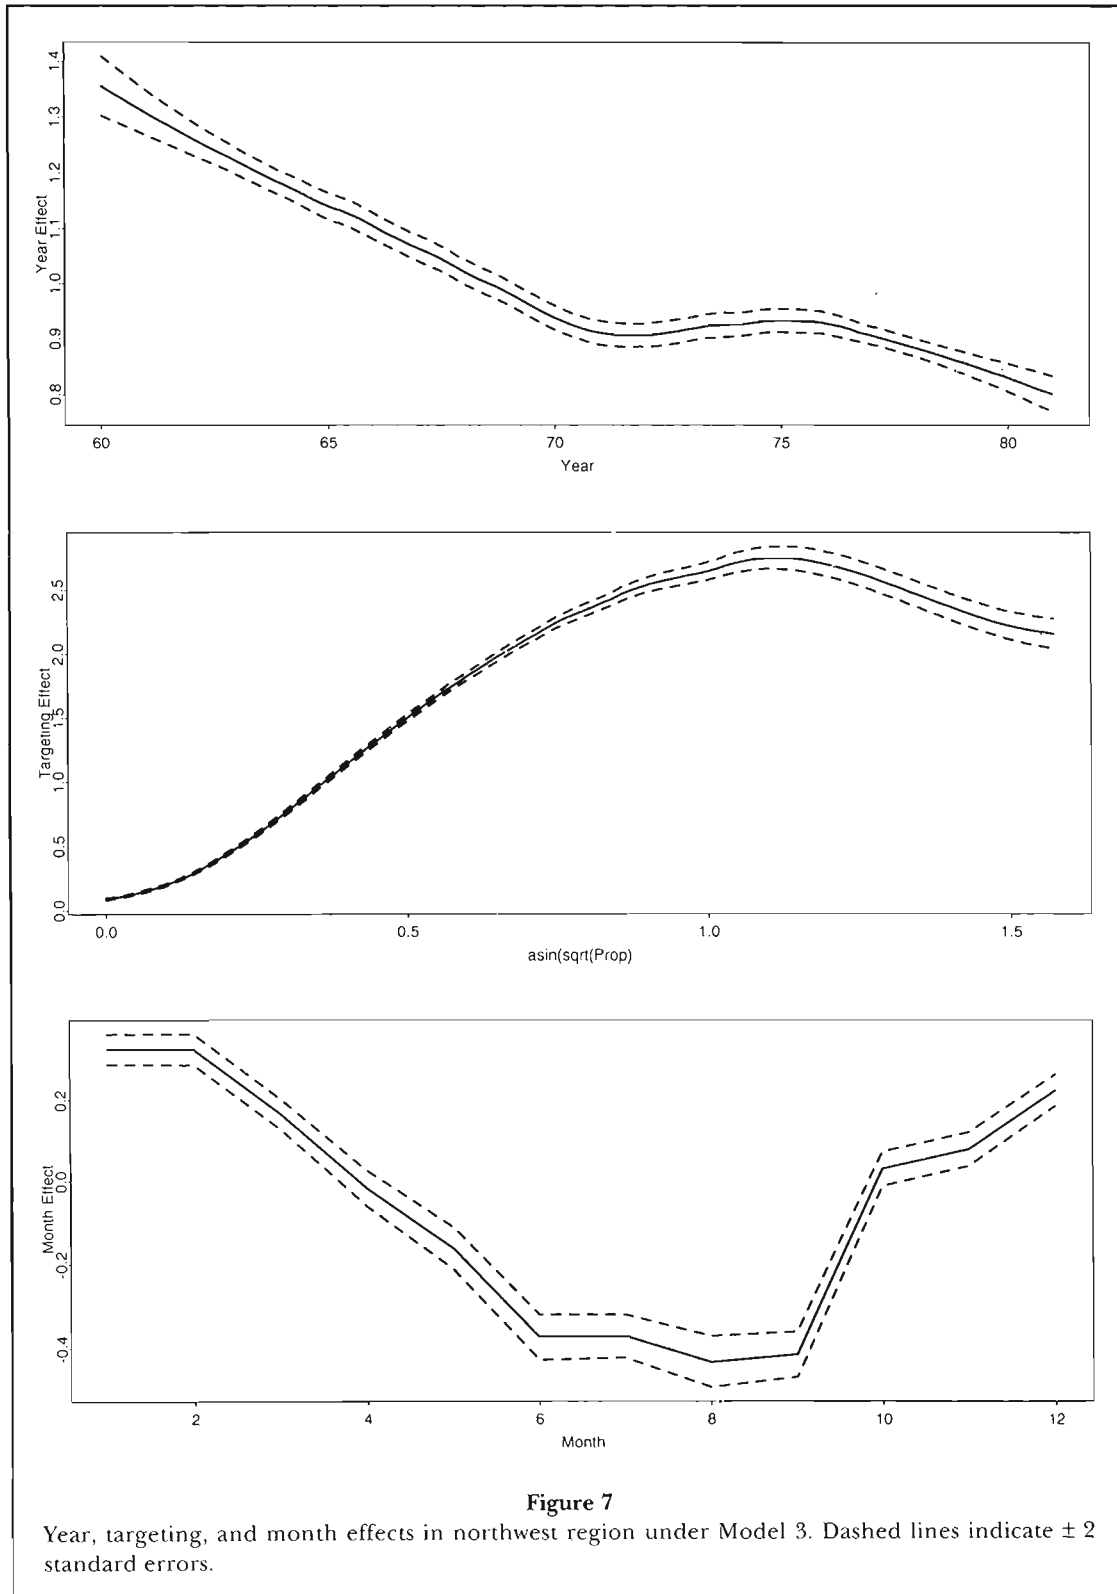 1.4
1.3
1.2
1.1
1.0
0.9
0.8
Year Effect
60 65 70 75 80
Year
2.5
2.0
1.5
1.0
0.5
0.0
Targeting Effect
0.0 0.5 1.0 1.5
asin(sqrt(Prop)
0.2
0.0
-0.2
-0.4
Month Effect
2 4 6 8 10 12
Month
Figure 7
Year, targeting, and month effects in northwest region under Model 3. Dashed lines indicate ± 2
standard errors.